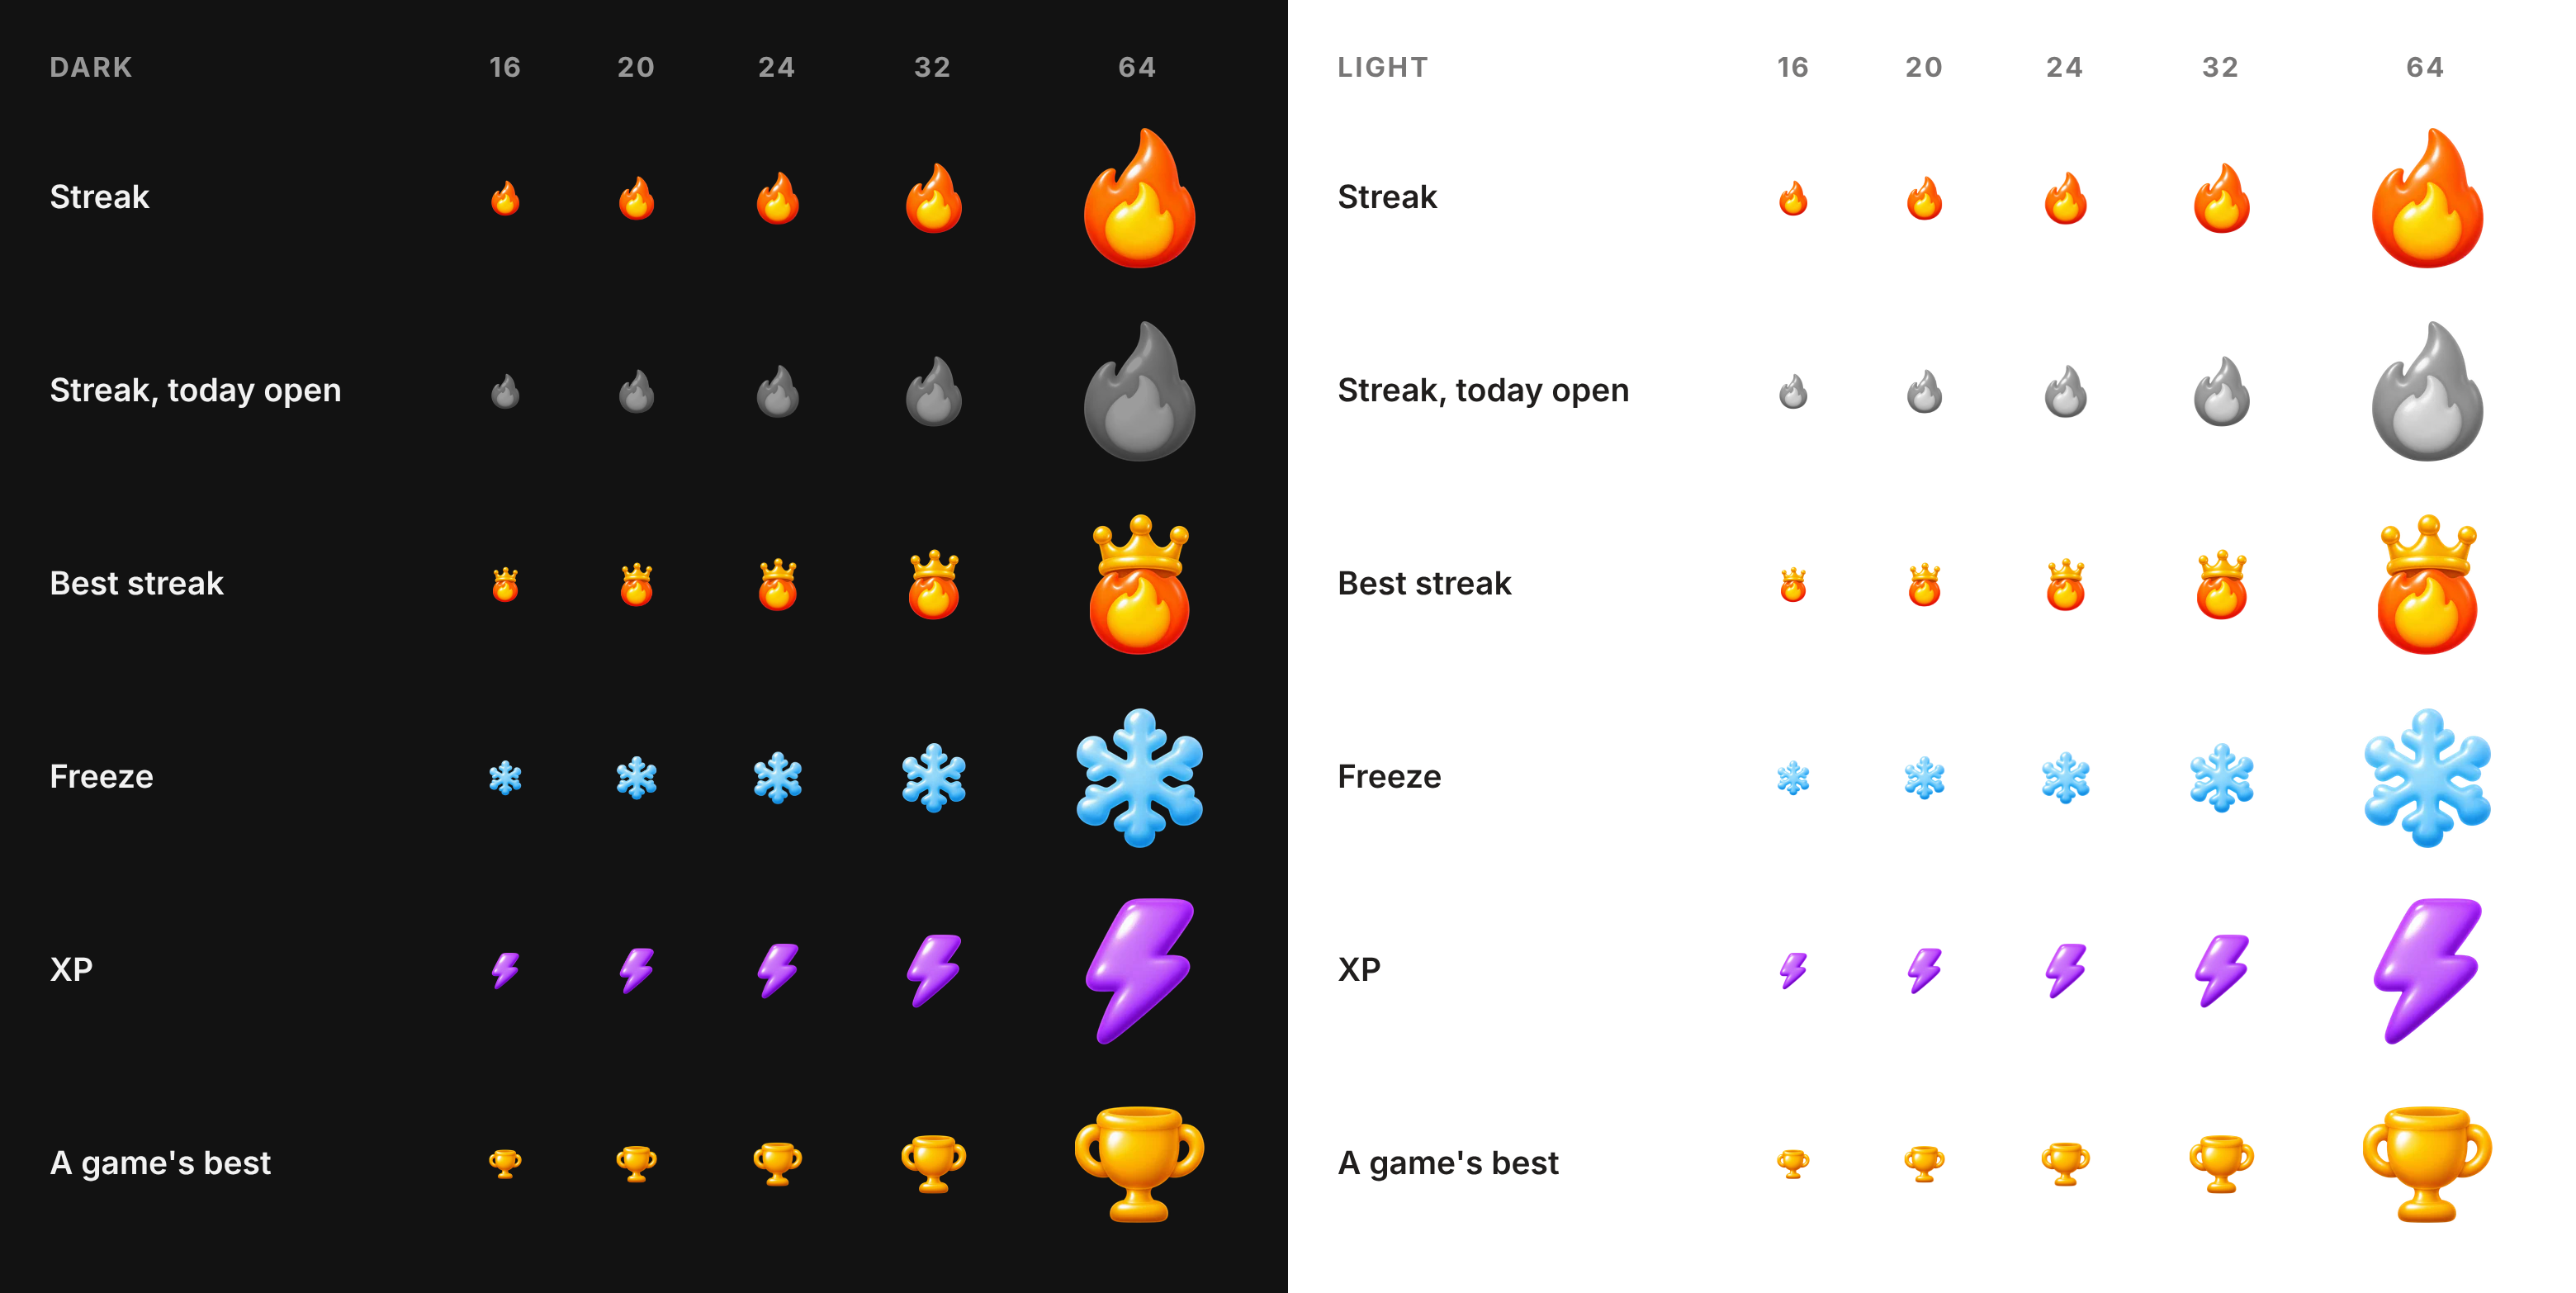 DARK 16 20 24 32 64
Streak
Streak, today open
Best streak
Freeze
XP
A game's best
LIGHT 16 20 24 32 64
Streak
Streak, today open
Best streak
Freeze
XP
A game's best